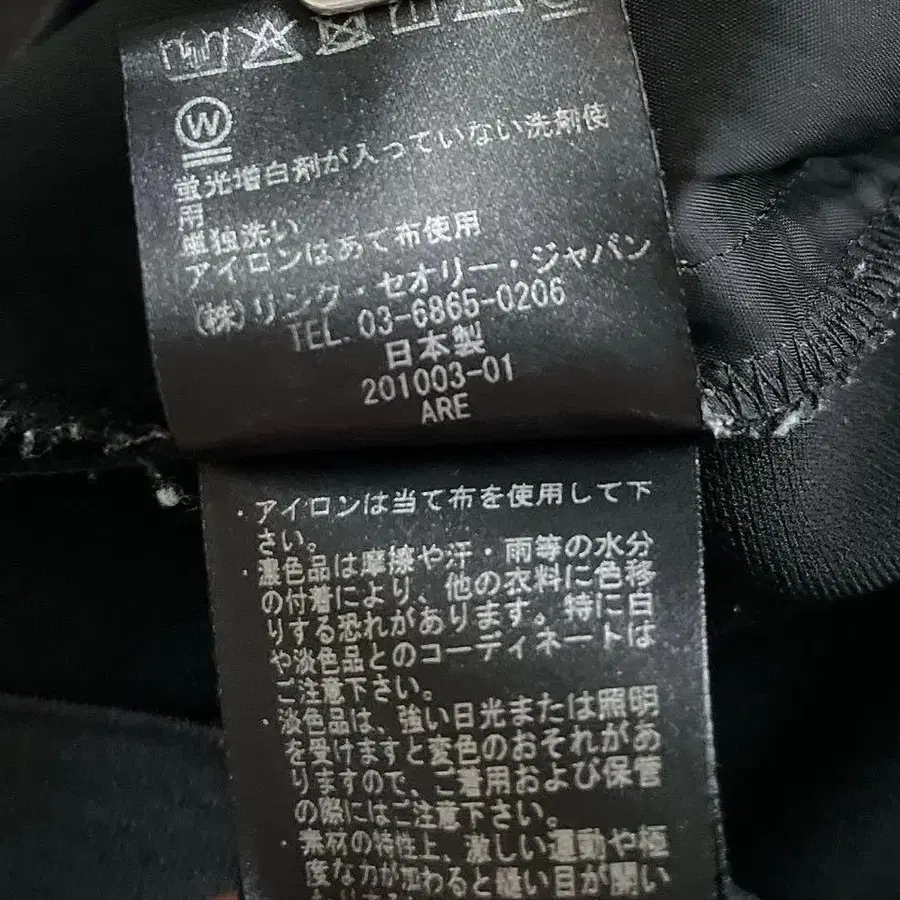 W
蛍光増白剤が入っていない洗剤使
用
単独洗い
アイロンはあて布使用
(株)リンク・セオリー・ジャパン
TEL. 03-6865-0206
日本製
201003-01
ARE
・アイロンは当て布を使用して下
さい。
・濃色品は摩擦や汗・雨等の水分
の付着により、他の衣料に色移
りする恐れがあります。特に白
や淡色品とのコーディネートは
ご注意下さい。
・淡色品は、強い日光または照明
を受けますと変色のおそれがあ
りますので、ご着用および保管
の際にはご注意下さい。
・素材の特性上、激しい運動や極
度な力が加わると縫い目が開い